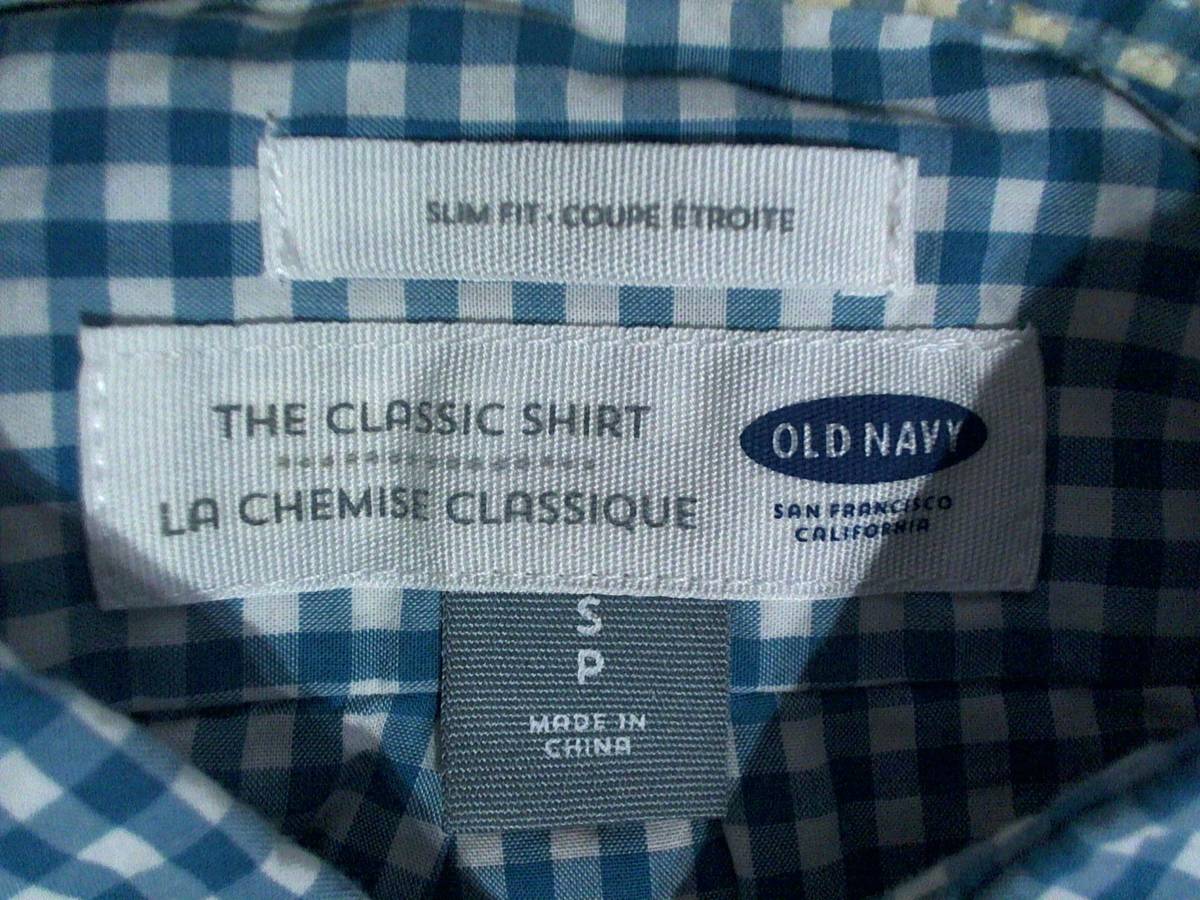 SLIM FIT · COUPE ÉTROITE
THE CLASSIC SHIRT
LA CHEMISE CLASSIQUE
OLD NAVY
SAN FRANCISCO
CALIFORNIA
S
P
MADE IN
CHINA